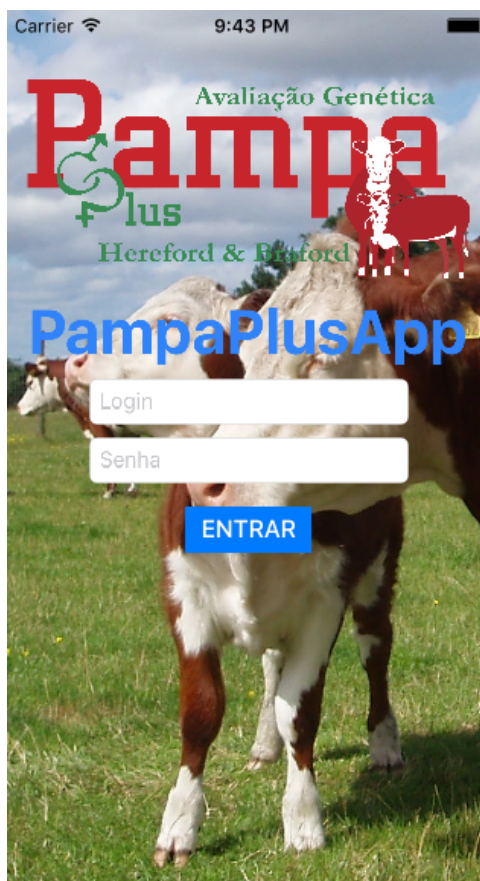 Carrier 9:43 PM
Avaliação Genética
Pampa
Plus
Hereford & Braford
PampaPlusApp
Login
Senha
ENTRAR